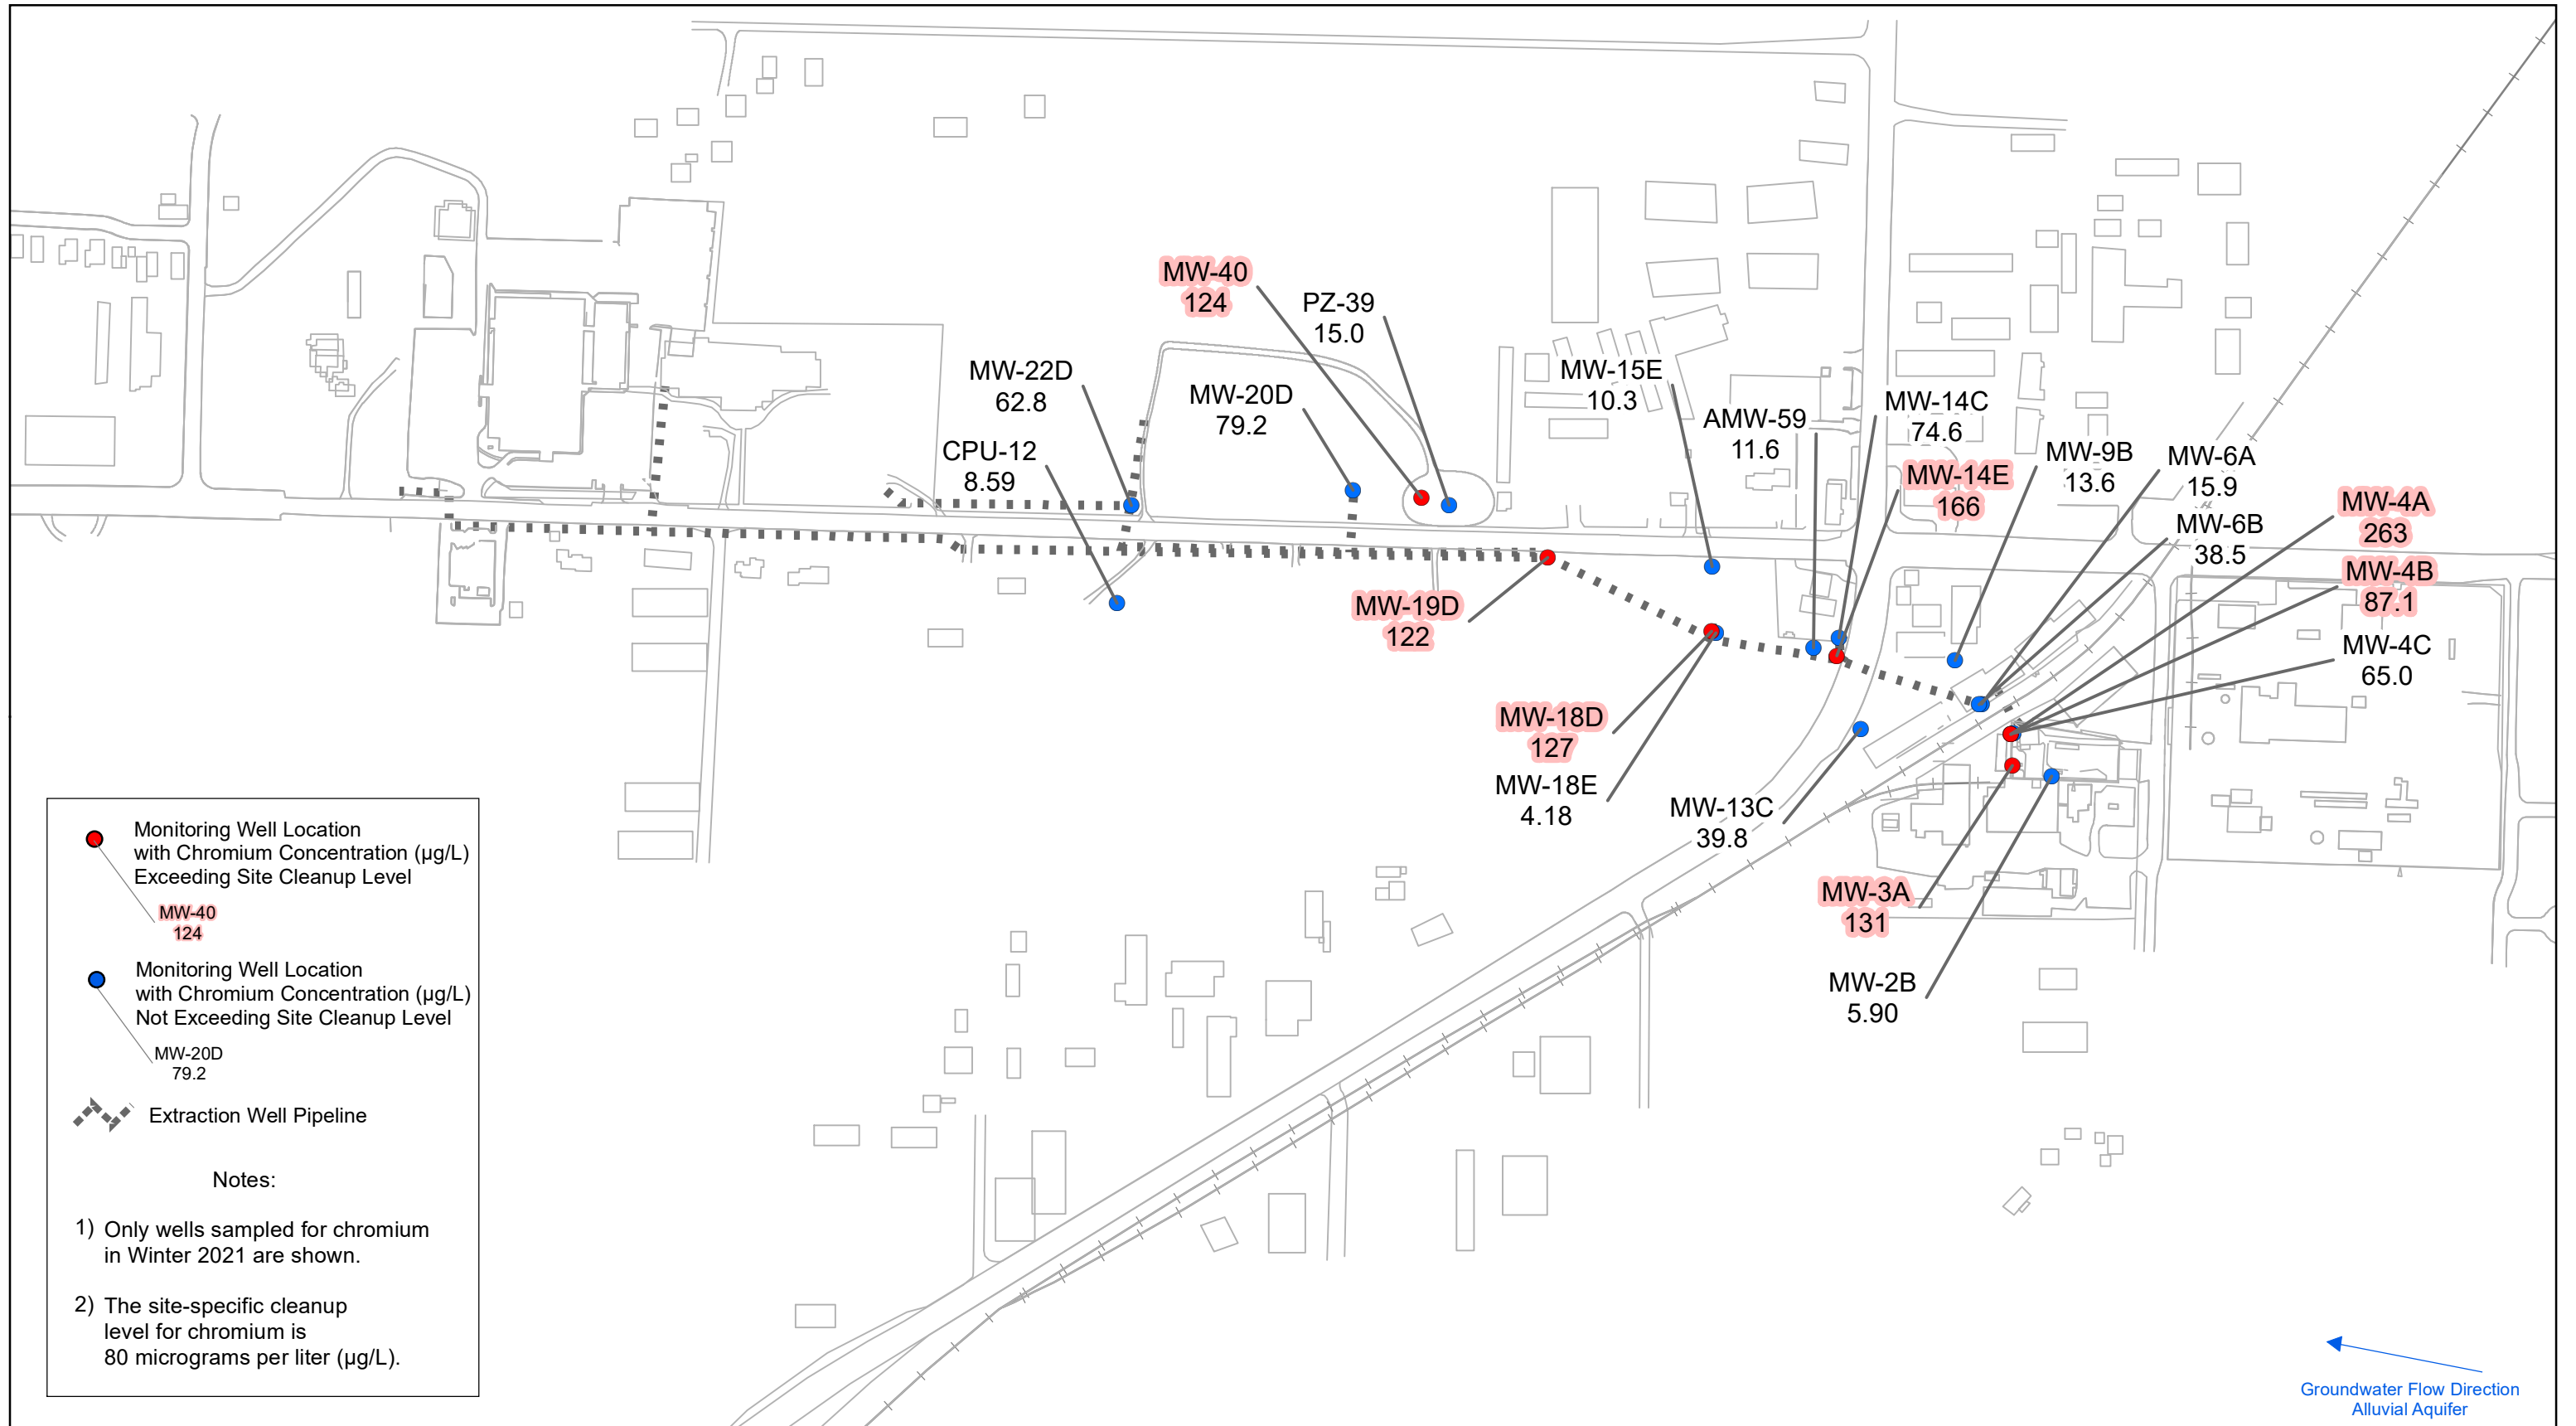 MW-40
124
PZ-39
15.0
MW-22D
62.8
MW-20D
79.2
CPU-12
8.59
MW-15E
10.3
AMW-59
11.6
MW-14C
74.6
MW-14E
166
MW-9B
13.6
MW-6A
15.9
MW-6B
38.5
MW-4A
263
MW-4B
87.1
MW-4C
65.0
MW-19D
122
MW-18D
127
MW-18E
4.18
MW-13C
39.8
MW-3A
131
MW-2B
5.90
Monitoring Well Location
with Chromium Concentration (µg/L)
Exceeding Site Cleanup Level
MW-40
124
Monitoring Well Location
with Chromium Concentration (µg/L)
Not Exceeding Site Cleanup Level
MW-20D
79.2
Extraction Well Pipeline
Notes:
1) Only wells sampled for chromium
in Winter 2021 are shown.
2) The site-specific cleanup
level for chromium is
80 micrograms per liter (µg/L).
Groundwater Flow Direction
Alluvial Aquifer